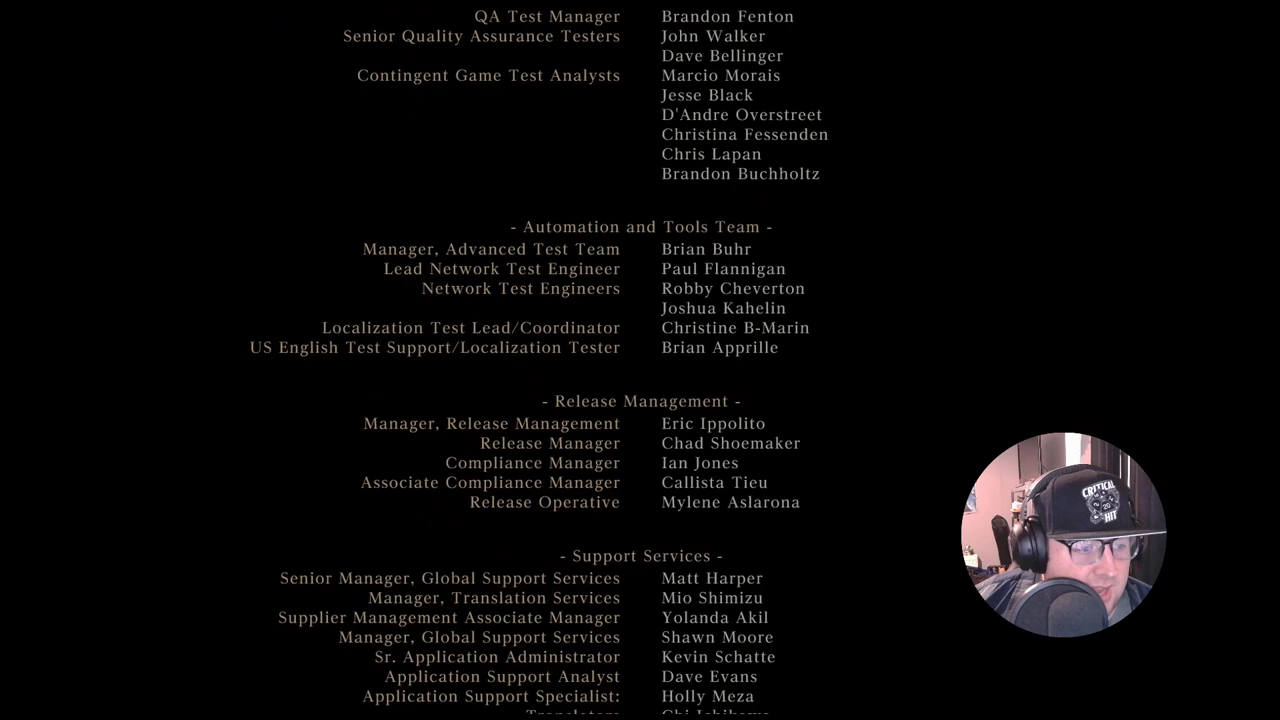 QA Test Manager Brandon Fenton
Senior Quality Assurance Testers John Walker
Dave Bellinger
Contingent Game Test Analysts Marcio Morais
Jesse Black
D'Andre Overstreet
Christina Fessenden
Chris Lapan
Brandon Buchholtz
- Automation and Tools Team -
Manager, Advanced Test Team Brian Buhr
Lead Network Test Engineer Paul Flannigan
Network Test Engineers Robby Cheverton
Joshua Kahelin
Localization Test Lead/Coordinator Christine B-Marin
US English Test Support/Localization Tester Brian Apprille
- Release Management -
Manager, Release Management Eric Ippolito
Release Manager Chad Shoemaker
Compliance Manager Ian Jones
Associate Compliance Manager Callista Tieu
Release Operative Mylene Aslarona
- Support Services -
Senior Manager, Global Support Services Matt Harper
Manager, Translation Services Mio Shimizu
Supplier Management Associate Manager Yolanda Akil
Manager, Global Support Services Shawn Moore
Sr. Application Administrator Kevin Schatte
Application Support Analyst Dave Evans
Application Support Specialist: Holly Meza
CRITICAL
20
HIT